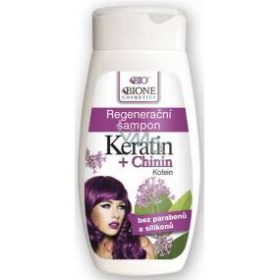 BIO
BIONE
COSMETICS
Regenerační
šampon
Keratin
+ Chinin
Kofein
bez parabenů
a silikonů